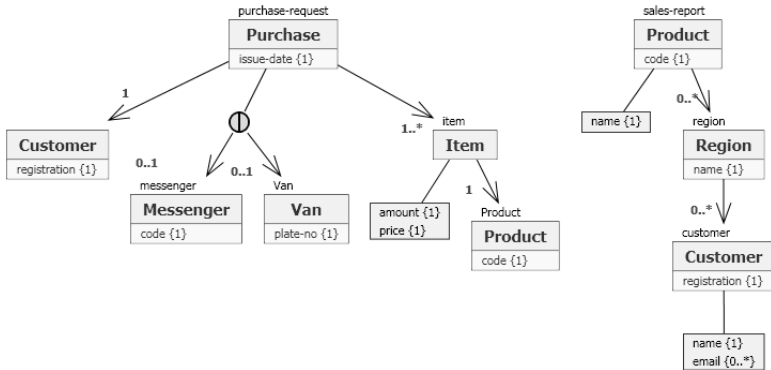 purchase-request
Purchase
issue-date {1}
1
Customer
registration {1}
0..1
messenger
Messenger
code {1}
0..1
Van
Van
plate-no {1}
1..*
item
Item
amount {1}
price {1}
1
Product
Product
code {1}
sales-report
Product
code {1}
name {1}
0..*
region
Region
name {1}
0..*
customer
Customer
registration {1}
name {1}
email {0..*}